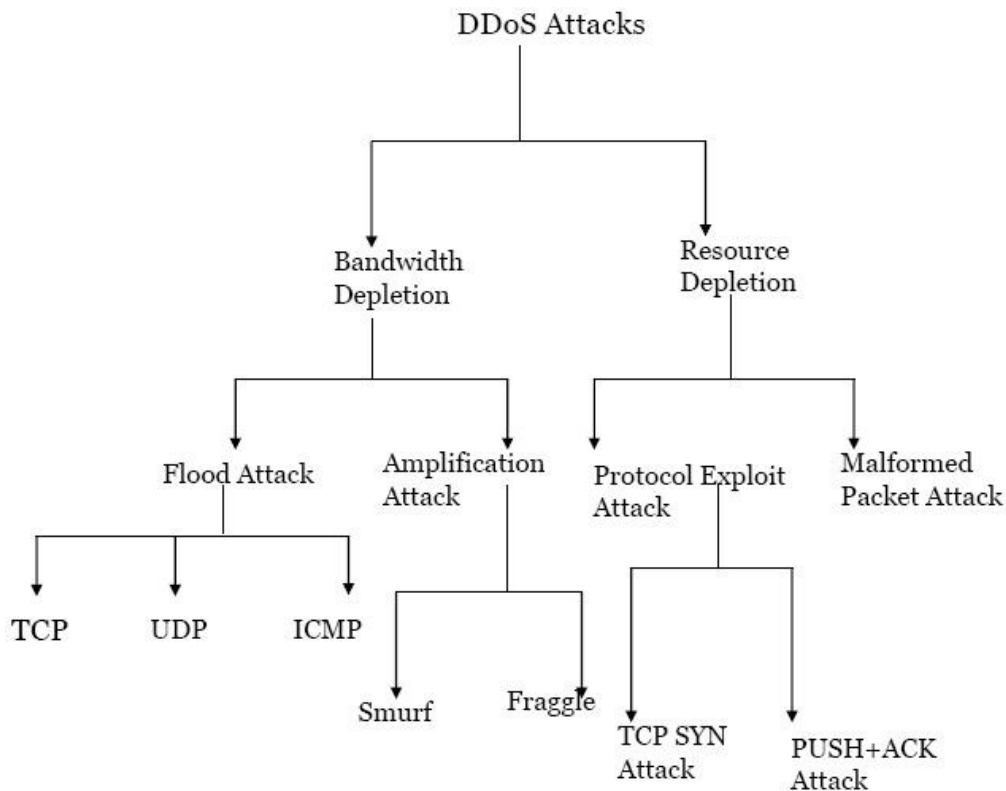 DDoS Attacks
Bandwidth
Depletion
Resource
Depletion
Flood Attack
Amplification
Attack
Protocol Exploit
Attack
Malformed
Packet Attack
TCP
UDP
ICMP
Smurf
Fraggle
TCP SYN
Attack
PUSH+ACK
Attack